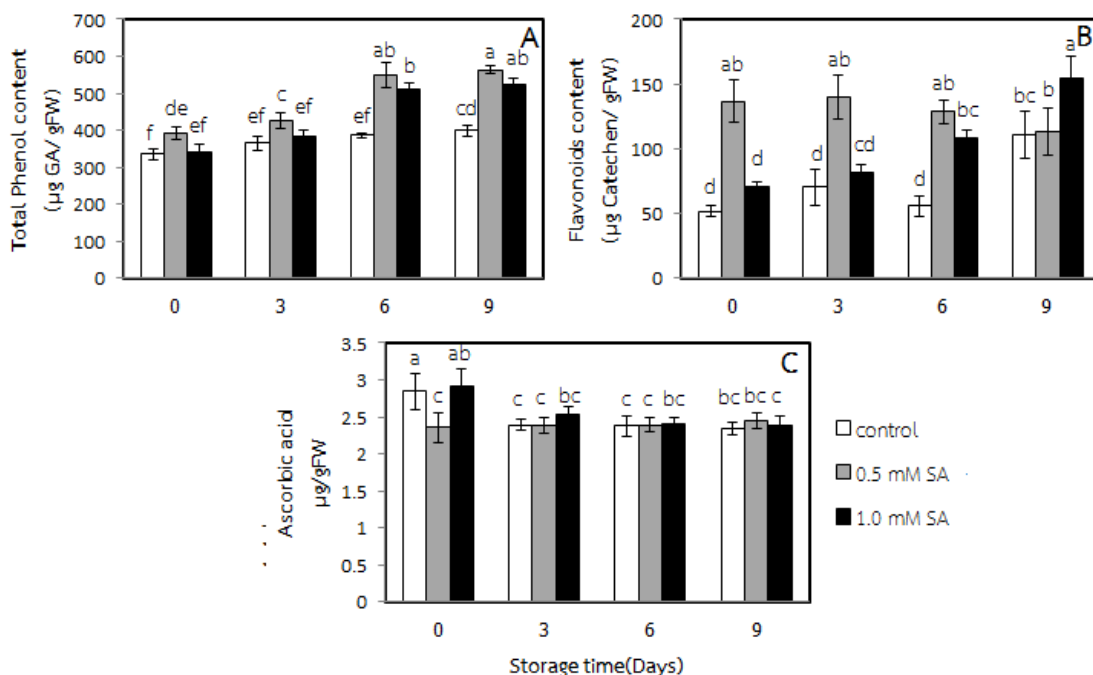 A
Total Phenol content
(µg GA/ gFW)
700
600
500
400
300
200
100
0
f de ef
ef c ef
ef ab b
cd a ab
0 3 6 9
B
Flavonoids content
(µg Catechen/ gFW)
200
150
100
50
0
d ab d
d ab cd
d ab bc
bc b a
0 3 6 9
C
Ascorbic acid
µg/gFW
3.5
3
2.5
2
1.5
1
0.5
0
a c ab
c c bc
c c bc
bc bc c
0 3 6 9
Storage time(Days)
control
0.5 mM SA
1.0 mM SA